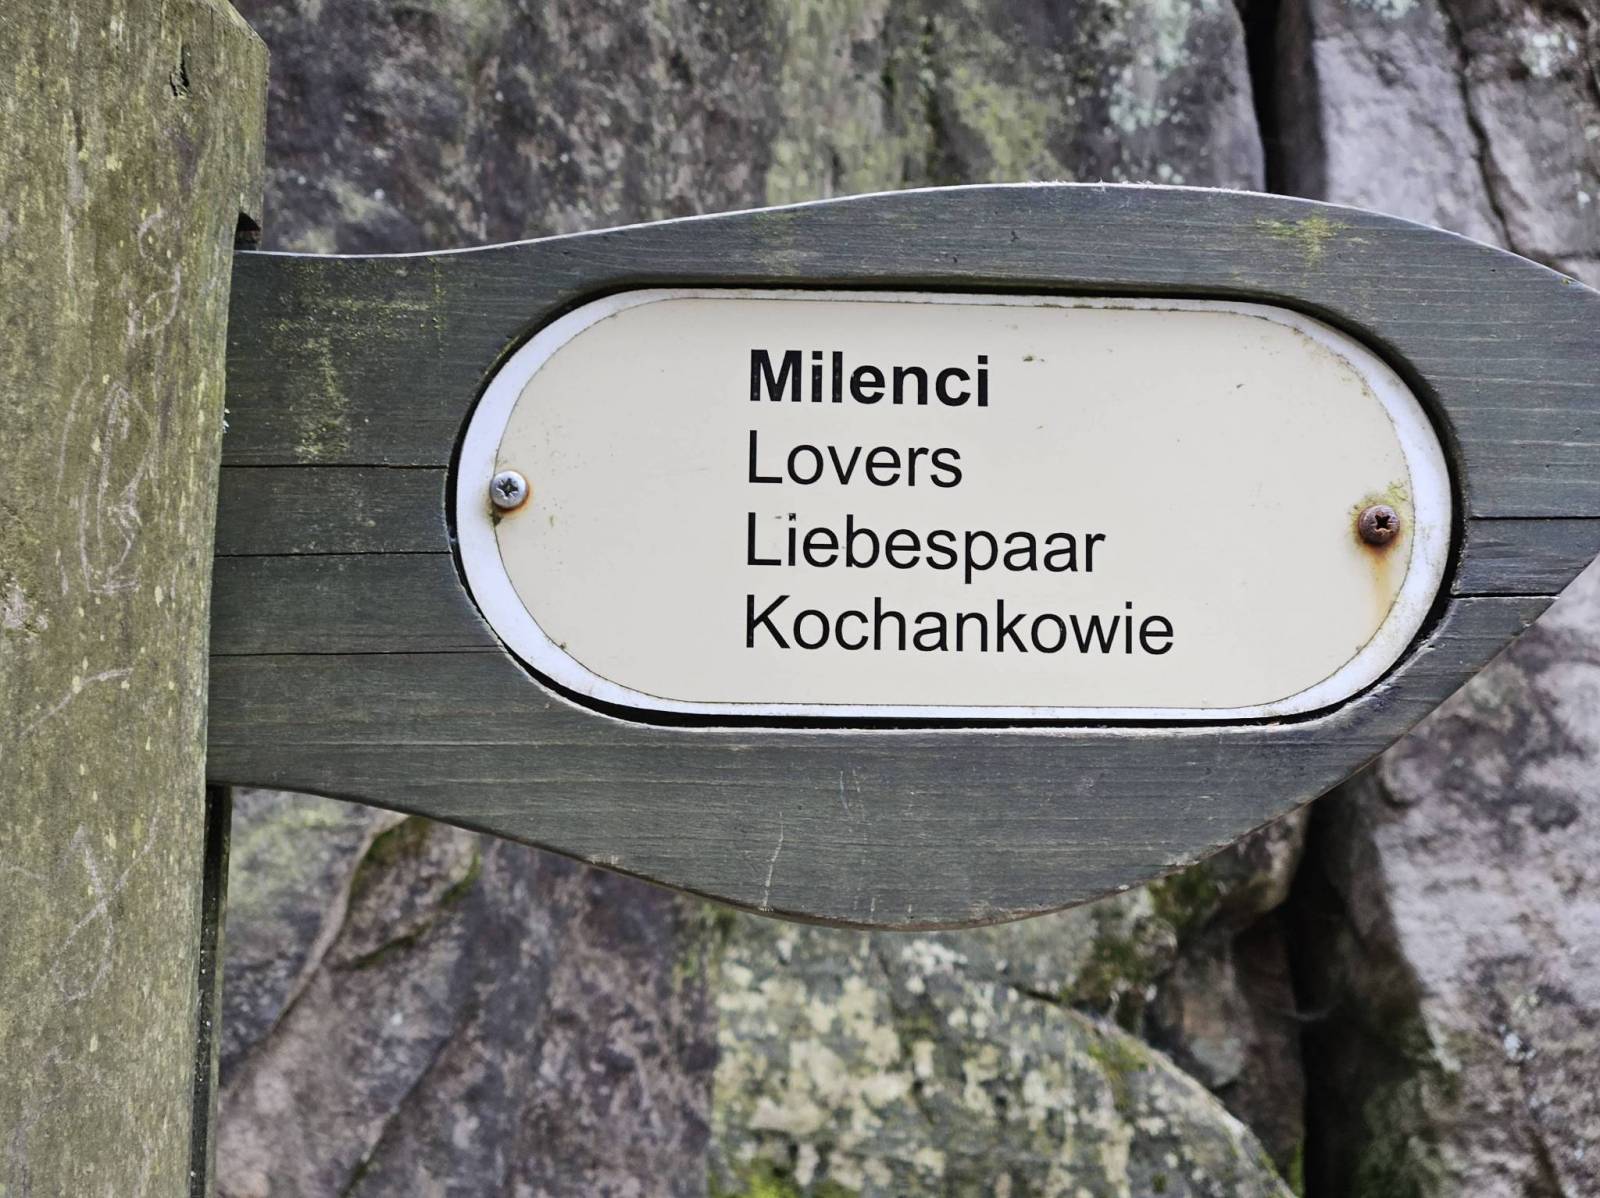 Milenci
Lovers
Liebespaar
Kochankowie